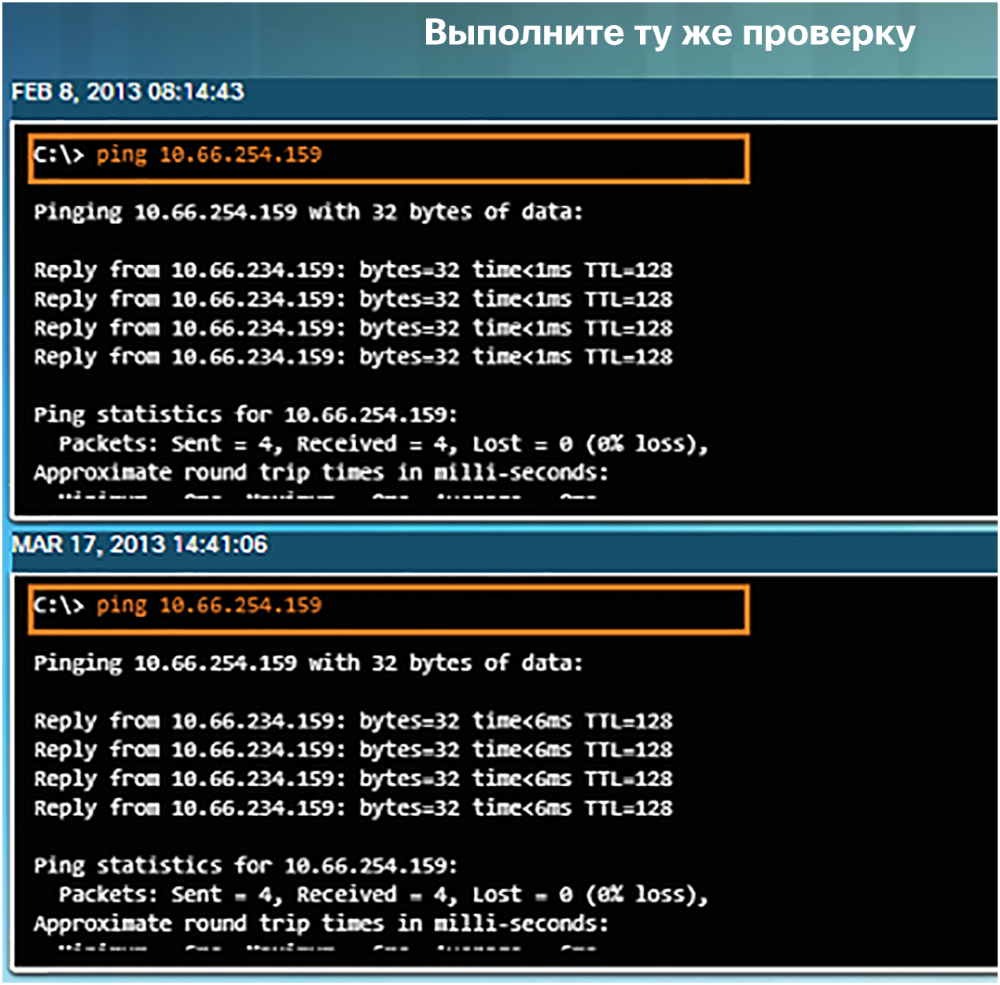 Выполните ту же проверку
FEB 8, 2013 08:14:43
C:\> ping 10.66.254.159
Pinging 10.66.254.159 with 32 bytes of data:
Reply from 10.66.234.159: bytes=32 time<1ms TTL=128
Reply from 10.66.234.159: bytes=32 time<1ms TTL=128
Reply from 10.66.234.159: bytes=32 time<1ms TTL=128
Reply from 10.66.234.159: bytes=32 time<1ms TTL=128
Ping statistics for 10.66.254.159:
Packets: Sent = 4, Received = 4, Lost = 0 (0% loss),
Approximate round trip times in milli-seconds:
MAR 17, 2013 14:41:06
C:\> ping 10.66.254.159
Pinging 10.66.254.159 with 32 bytes of data:
Reply from 10.66.234.159: bytes=32 time<6ms TTL=128
Reply from 10.66.234.159: bytes=32 time<6ms TTL=128
Reply from 10.66.234.159: bytes=32 time<6ms TTL=128
Reply from 10.66.234.159: bytes=32 time<6ms TTL=128
Ping statistics for 10.66.254.159:
Packets: Sent = 4, Received = 4, Lost = 0 (0% loss),
Approximate round trip times in milli-seconds: